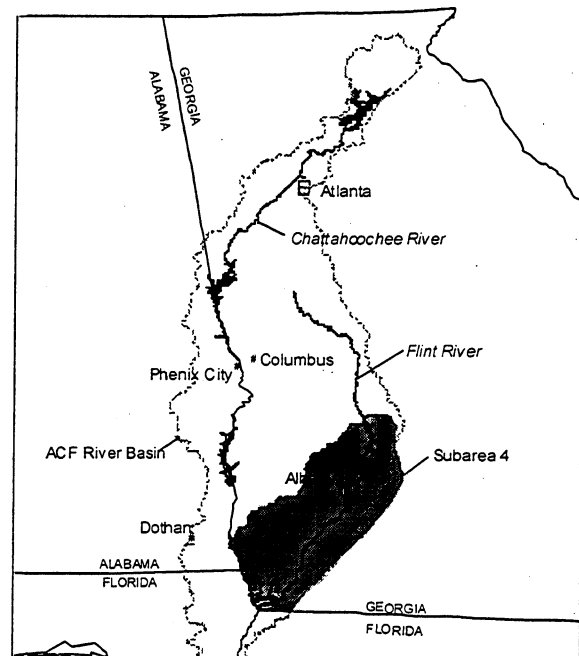 GEORGIA
ALABAMA
Atlanta
Chattahoochee River
Columbus
Flint River
Phenix City
ACF River Basin
Subarea 4
Dothan
ALABAMA
FLORIDA
GEORGIA
FLORIDA